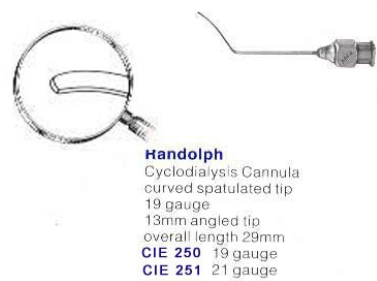 Randolph
Cyclodialysis Cannula
curved spatulated tip
19 gauge
13mm angled tip
overall length 29mm
CIE 250 19 gauge
CIE 251 21 gauge